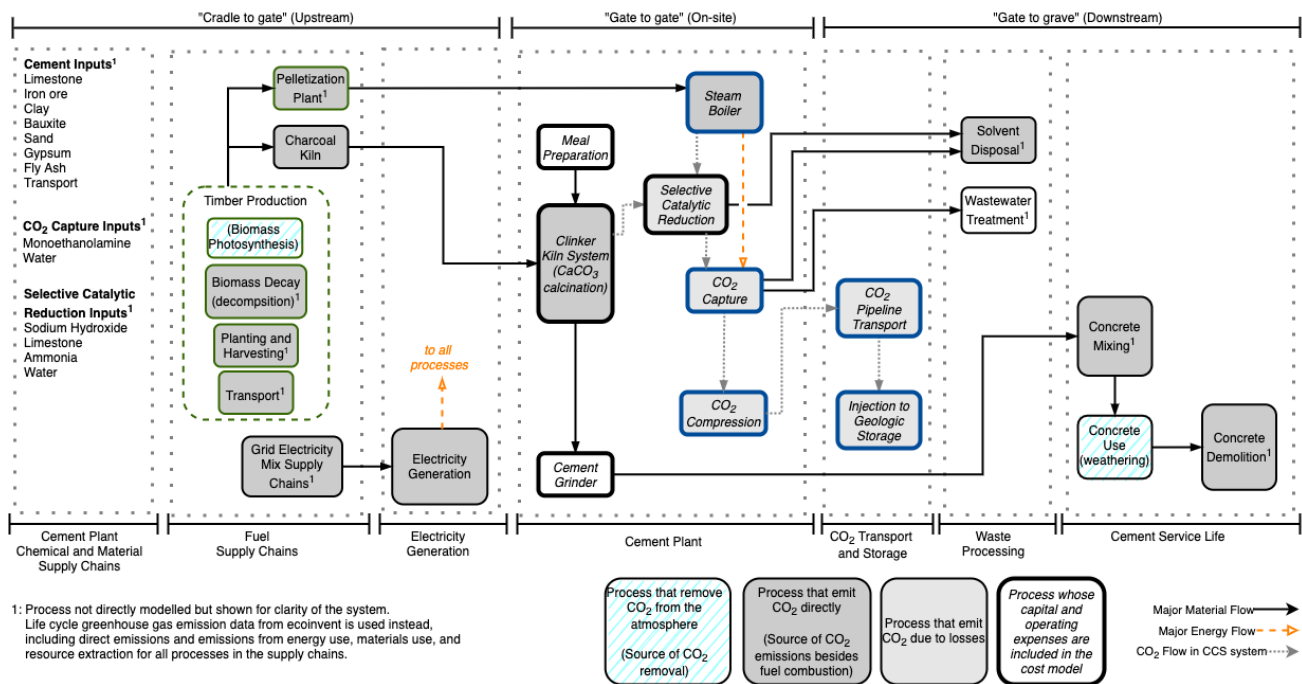 "Cradle to gate" (Upstream)
"Gate to gate" (On-site)
"Gate to grave" (Downstream)
Cement Inputs¹
Limestone
Iron ore
Clay
Bauxite
Sand
Gypsum
Fly Ash
Transport
CO₂ Capture Inputs¹
Monoethanolamine
Water
Selective Catalytic
Reduction Inputs¹
Sodium Hydroxide
Limestone
Ammonia
Water
Pelletization
Plant¹
Charcoal
Kiln
Timber Production
(Biomass
Photosynthesis)
Biomass Decay
(decompsition)¹
Planting and
Harvesting¹
Transport¹
Grid Electricity
Mix Supply
Chains¹
to all
processes
Electricity
Generation
Meal
Preparation
Clinker
Kiln System
(CaCO₃
calcination)
Cement
Grinder
Steam
Boiler
Selective
Catalytic
Reduction
CO₂
Capture
CO₂
Compression
CO₂
Pipeline
Transport
Injection to
Geologic
Storage
Solvent
Disposal¹
Wastewater
Treatment¹
Concrete
Mixing¹
Concrete
Use
(weathering)
Concrete
Demolition¹
Cement Plant
Chemical and Material
Supply Chains
Fuel
Supply Chains
Electricity
Generation
Cement Plant
CO₂ Transport
and Storage
Waste
Processing
Cement Service Life
1: Process not directly modelled but shown for clarity of the system.
Life cycle greenhouse gas emission data from ecoinvent is used instead,
including direct emissions and emissions from energy use, materials use, and
resource extraction for all processes in the supply chains.
Process that remove
CO₂ from the
atmosphere
(Source of CO₂
removal)
Process that emit
CO₂ directly
(Source of CO₂
emissions besides
fuel combustion)
Process that emit
CO₂ due to losses
Process whose
capital and
operating
expenses are
included in the
cost model
Major Material Flow
Major Energy Flow
CO₂ Flow in CCS system